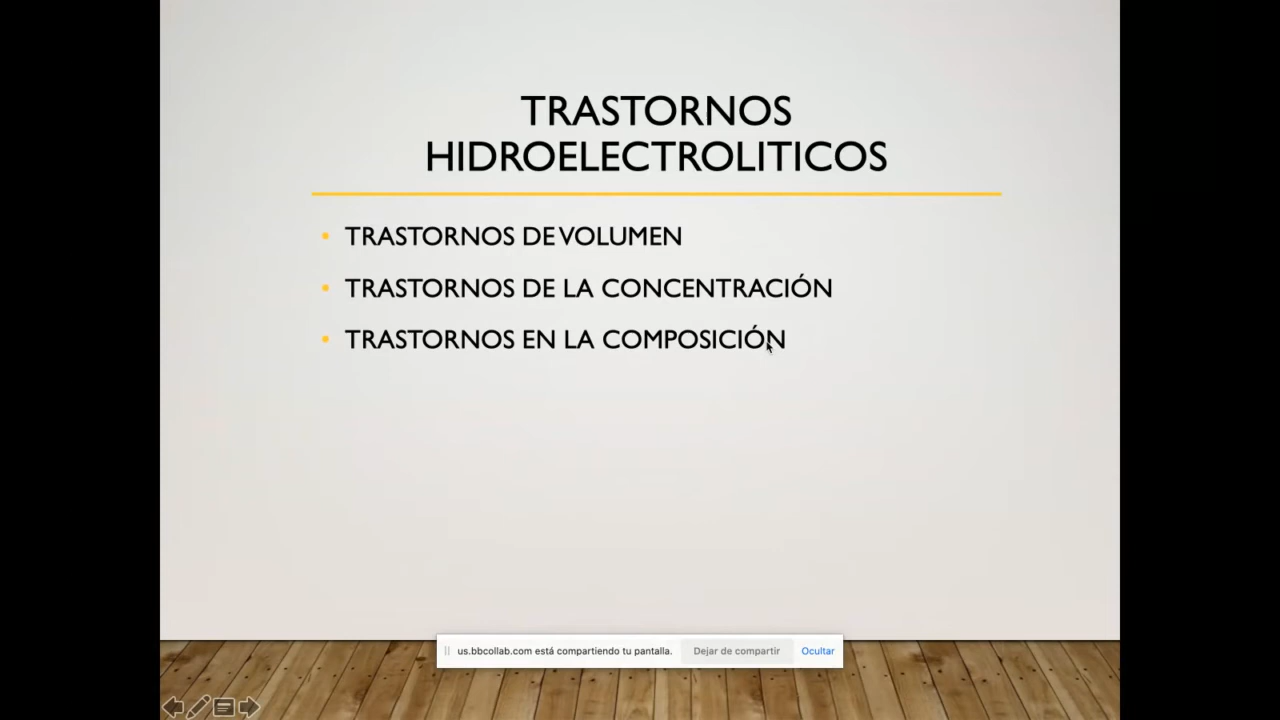 TRASTORNOS
HIDROELECTROLITICOS
• TRASTORNOS DE VOLUMEN
• TRASTORNOS DE LA CONCENTRACIÓN
• TRASTORNOS EN LA COMPOSICIÓN
us.bbcollab.com está compartiendo tu pantalla. Dejar de compartir Ocultar